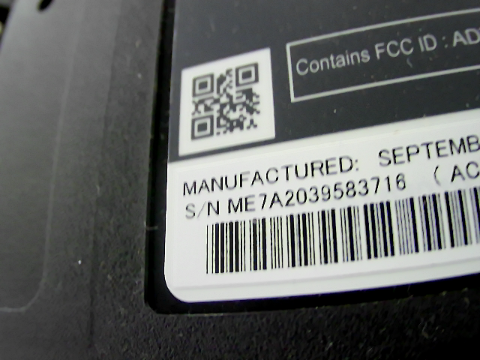 Contains FCC ID : AD
MANUFACTURED: SEPTEMB
S/N ME7A2039583716 ( AC